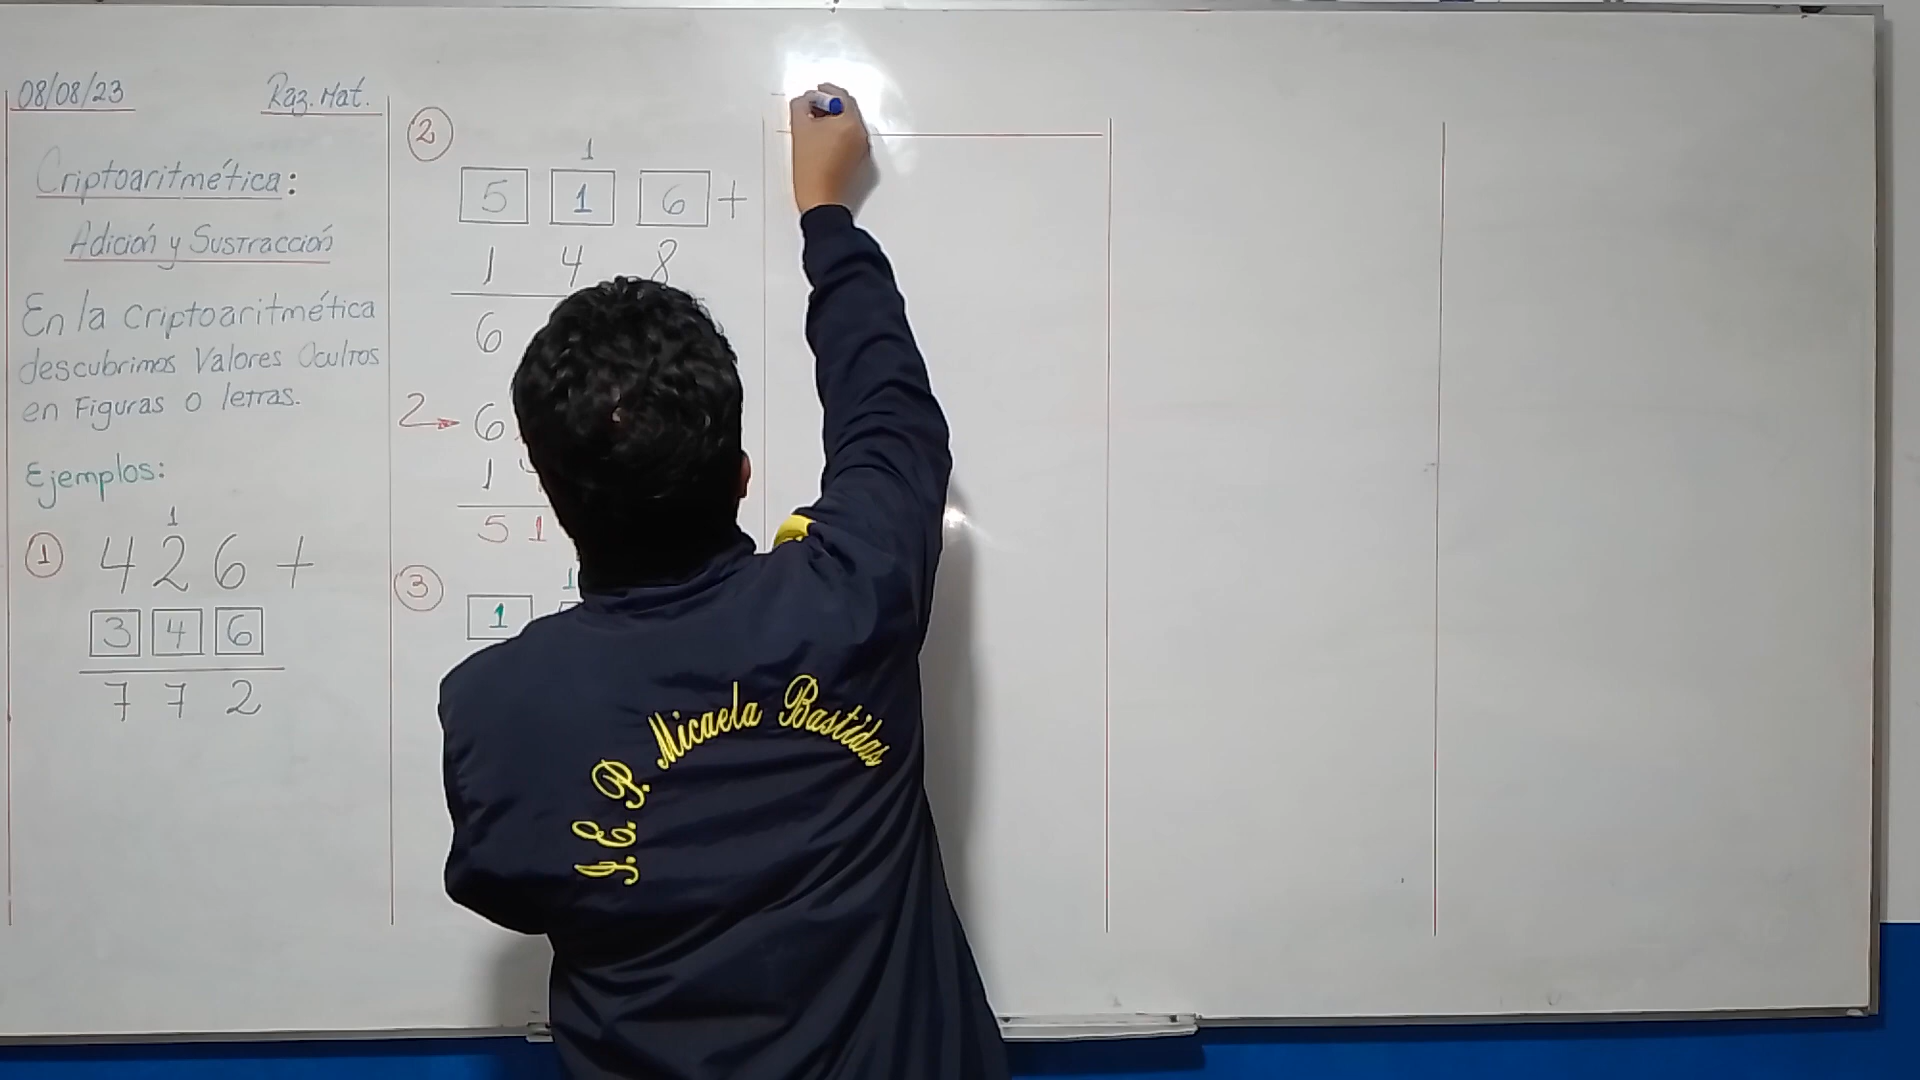 08/08/23 Raz. Mat.
Criptoaritmética:
Adición y Sustracción
En la Criptoaritmética
descubrimos Valores Ocultos
en Figuras o letras.
Ejemplos:
1
① 4 2 6 +
3 4 6
7 7 2
②
1
5 1 6 +
1 4 8
6
2 → 6
1 4
5 1
③
1
1
I.E.P. Micaela Bastidas